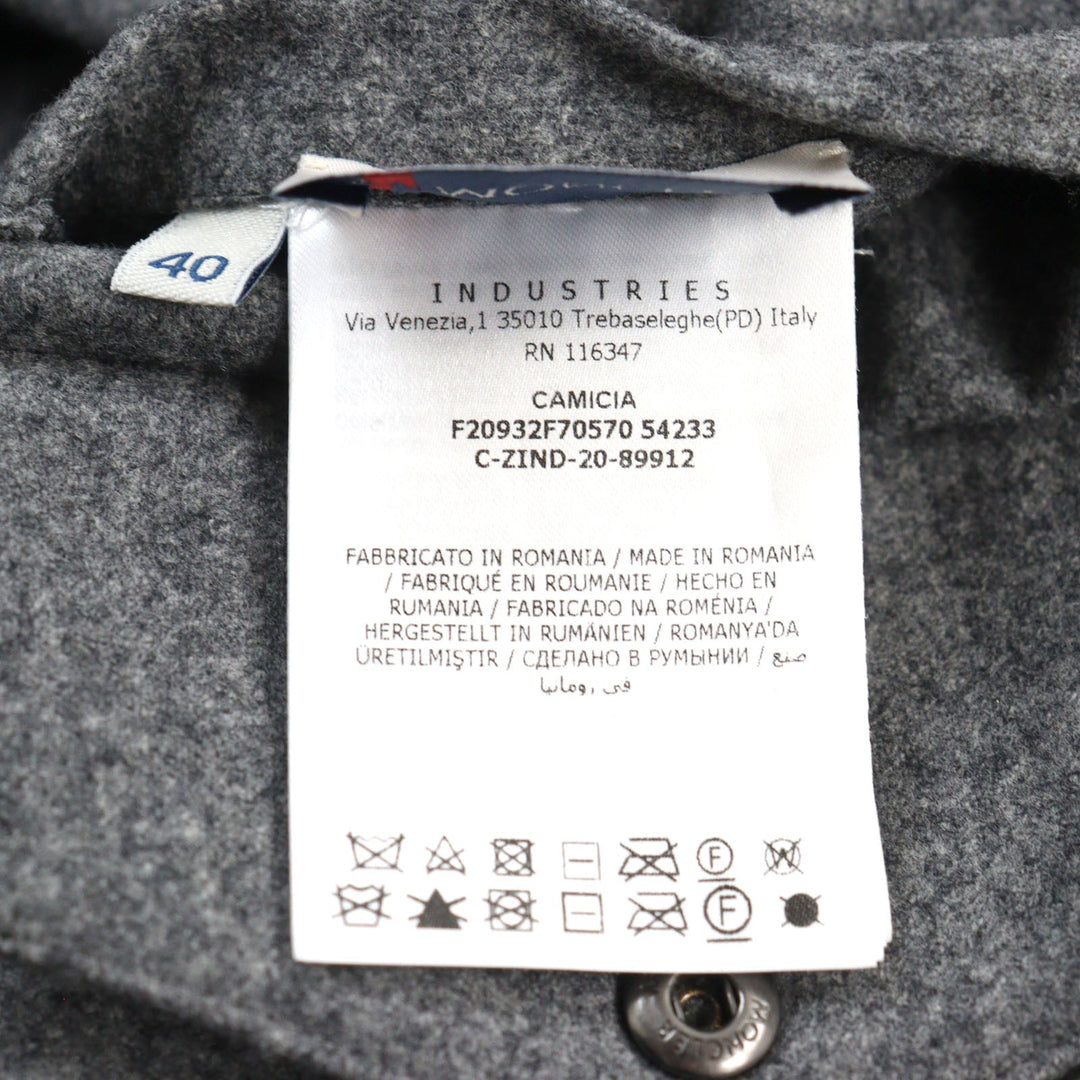 40
INDUSTRIES
Via Venezia,1 35010 Trebaseleghe(PD) Italy
RN 116347
CAMICIA
F20932F70570 54233
C-ZIND-20-89912
FABBRICATO IN ROMANIA / MADE IN ROMANIA
/ FABRIQUÉ EN ROUMANIE / HECHO EN
RUMANIA / FABRICADO NA ROMÉNIA /
HERGESTELLT IN RUMÄNIEN / ROMANYA'DA
ÜRETILMIŞTIR / СДЕЛАНО В РУМЫНИИ / صنع
في رومانيا
F W
F
MONCLER